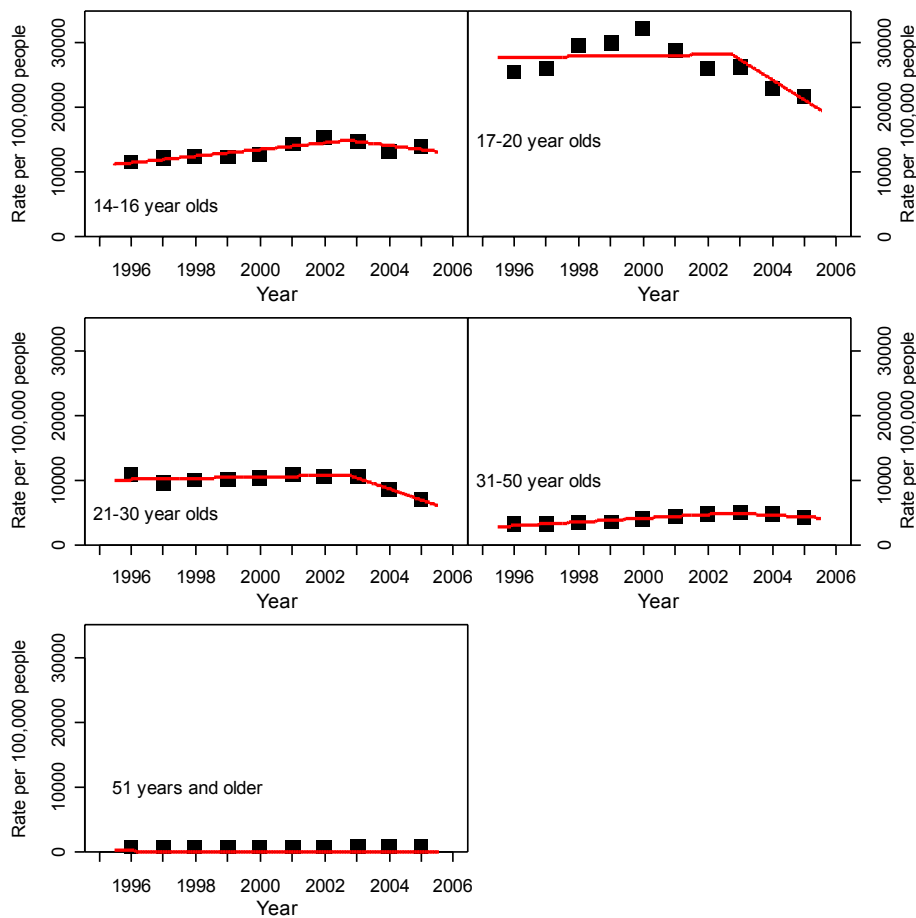 Rate per 100,000 people
30000
20000
10000
0
14-16 year olds
1996 1998 2000 2002 2004 2006
Year
17-20 year olds
1996 1998 2000 2002 2004 2006
Year
30000
20000
10000
0
Rate per 100,000 people
Rate per 100,000 people
30000
20000
10000
0
21-30 year olds
1996 1998 2000 2002 2004 2006
Year
31-50 year olds
1996 1998 2000 2002 2004 2006
Year
30000
20000
10000
0
Rate per 100,000 people
Rate per 100,000 people
30000
20000
10000
0
51 years and older
1996 1998 2000 2002 2004 2006
Year